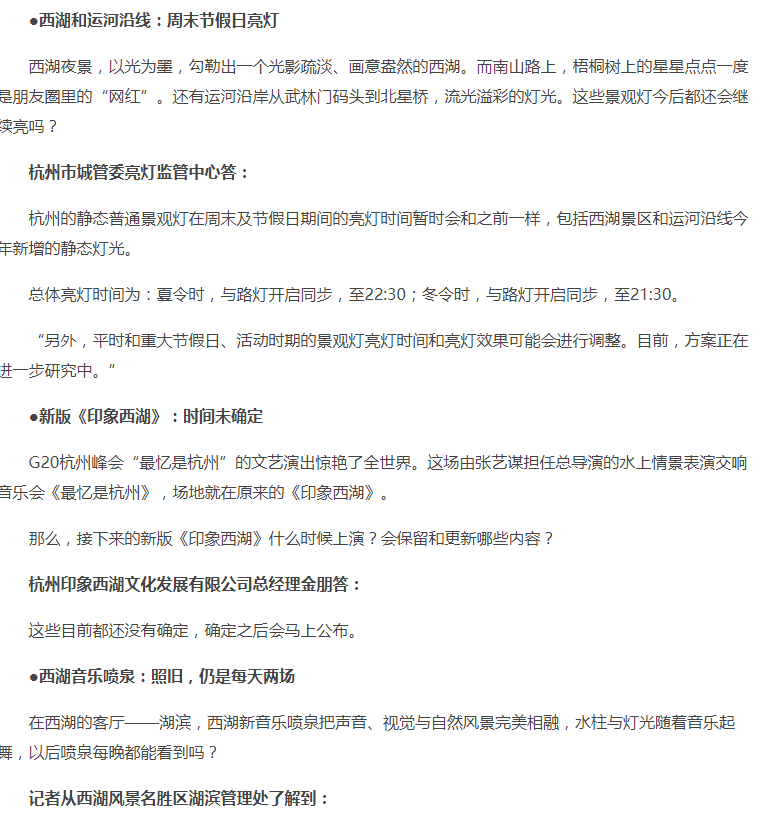 ●西湖和运河沿线：周末节假日亮灯
西湖夜景，以光为墨，勾勒出一个光影疏淡、画意盎然的西湖。而南山路上，梧桐树上的星星点点一度
是朋友圈里的“网红”。还有运河沿岸从武林门码头到北星桥，流光溢彩的灯光。这些景观灯今后都还会继
续亮吗？
杭州市城管委亮灯监管中心答：
杭州的静态普通景观灯在周末及节假日期间的亮灯时间暂时会和之前一样，包括西湖景区和运河沿线今
年新增的静态灯光。
总体亮灯时间为：夏令时，与路灯开启同步，至22:30；冬令时，与路灯开启同步，至21:30。
“另外，平时和重大节假日、活动时期的景观灯亮灯时间和亮灯效果可能会进行调整。目前，方案正在
进一步研究中。”
●新版《印象西湖》：时间未确定
G20杭州峰会“最忆是杭州”的文艺演出惊艳了全世界。这场由张艺谋担任总导演的水上情景表演交响
音乐会《最忆是杭州》，场地就在原来的《印象西湖》。
那么，接下来的新版《印象西湖》什么时候上演？会保留和更新哪些内容？
杭州印象西湖文化发展有限公司总经理金朋答：
这些目前都还没有确定，确定之后会马上公布。
●西湖音乐喷泉：照旧，仍是每天两场
在西湖的客厅——湖滨，西湖新音乐喷泉把声音、视觉与自然风景完美相融，水柱与灯光随着音乐起
舞，以后喷泉每晚都能看到吗？
记者从西湖风景名胜区湖滨管理处了解到：